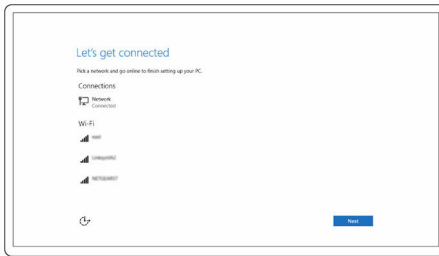 Let's get connected
Pick a network and go online to finish setting up your PC.
Connections
Network
Connected
Wi-Fi
Next